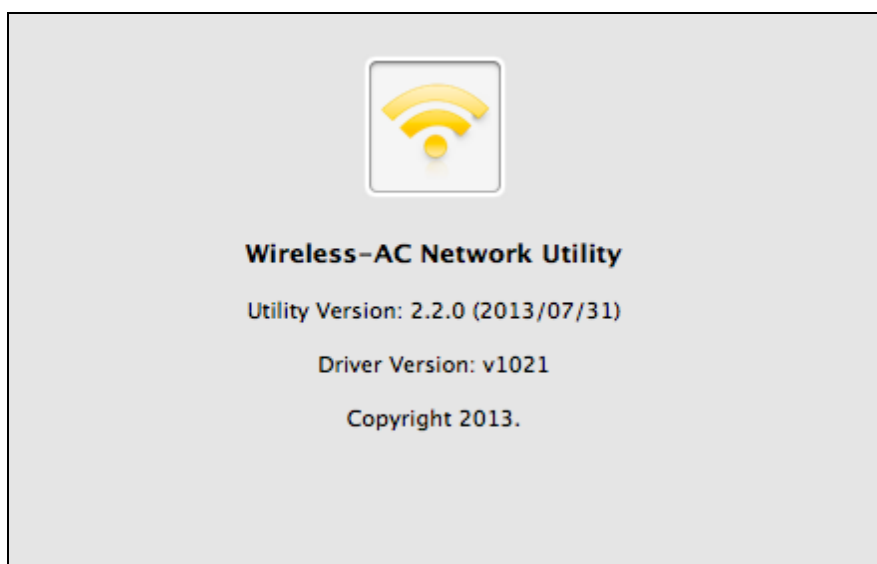 Wireless-AC Network Utility
Utility Version: 2.2.0 (2013/07/31)
Driver Version: v1021
Copyright 2013.